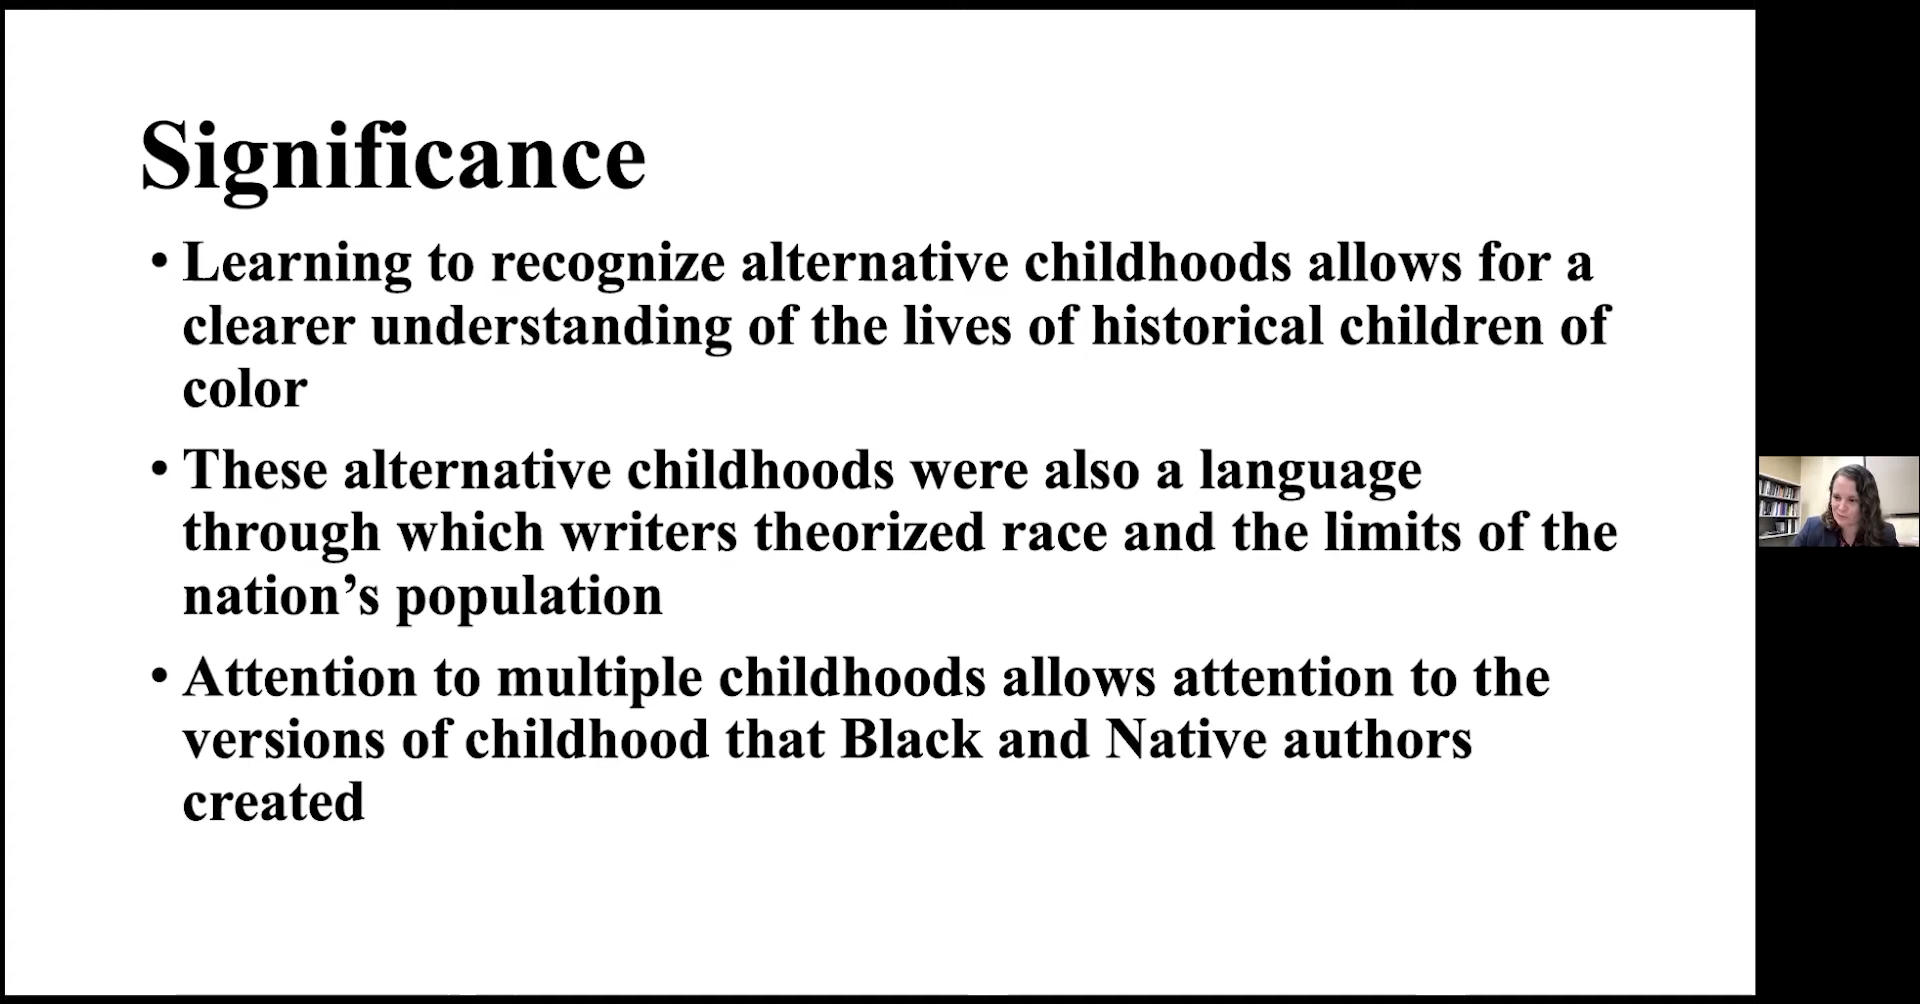 Significance
• Learning to recognize alternative childhoods allows for a
clearer understanding of the lives of historical children of
color
• These alternative childhoods were also a language
through which writers theorized race and the limits of the
nation’s population
• Attention to multiple childhoods allows attention to the
versions of childhood that Black and Native authors
created